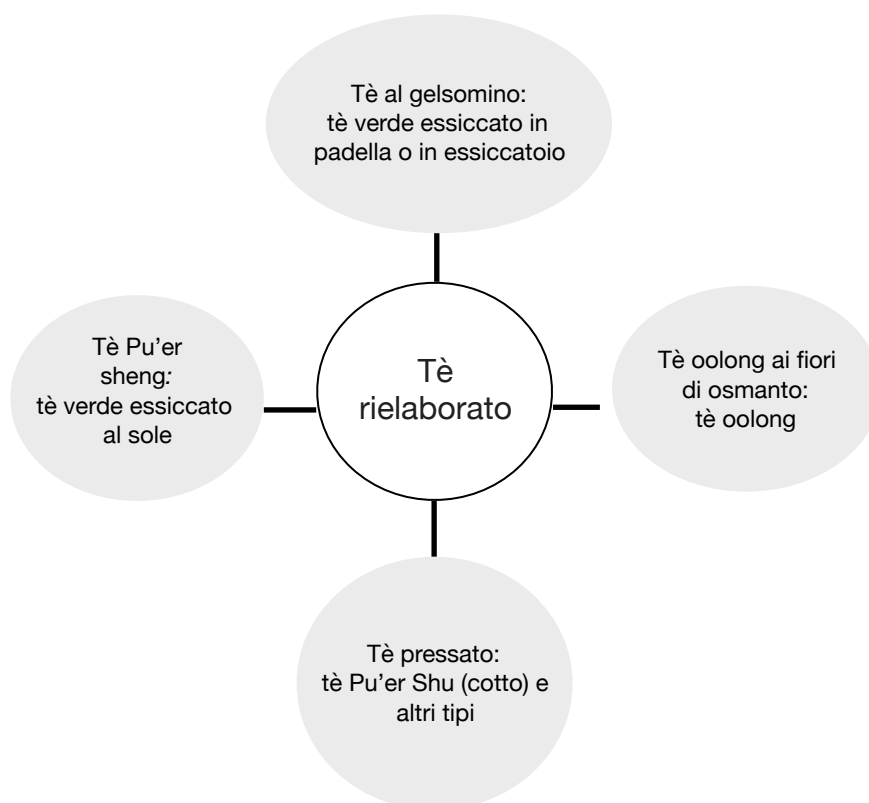 Tè al gelsomino:
tè verde essiccato in
padella o in essiccatoio
Tè Pu’er
sheng:
tè verde essiccato
al sole
Tè
rielaborato
Tè oolong ai fiori
di osmanto:
tè oolong
Tè pressato:
tè Pu’er Shu (cotto) e
altri tipi